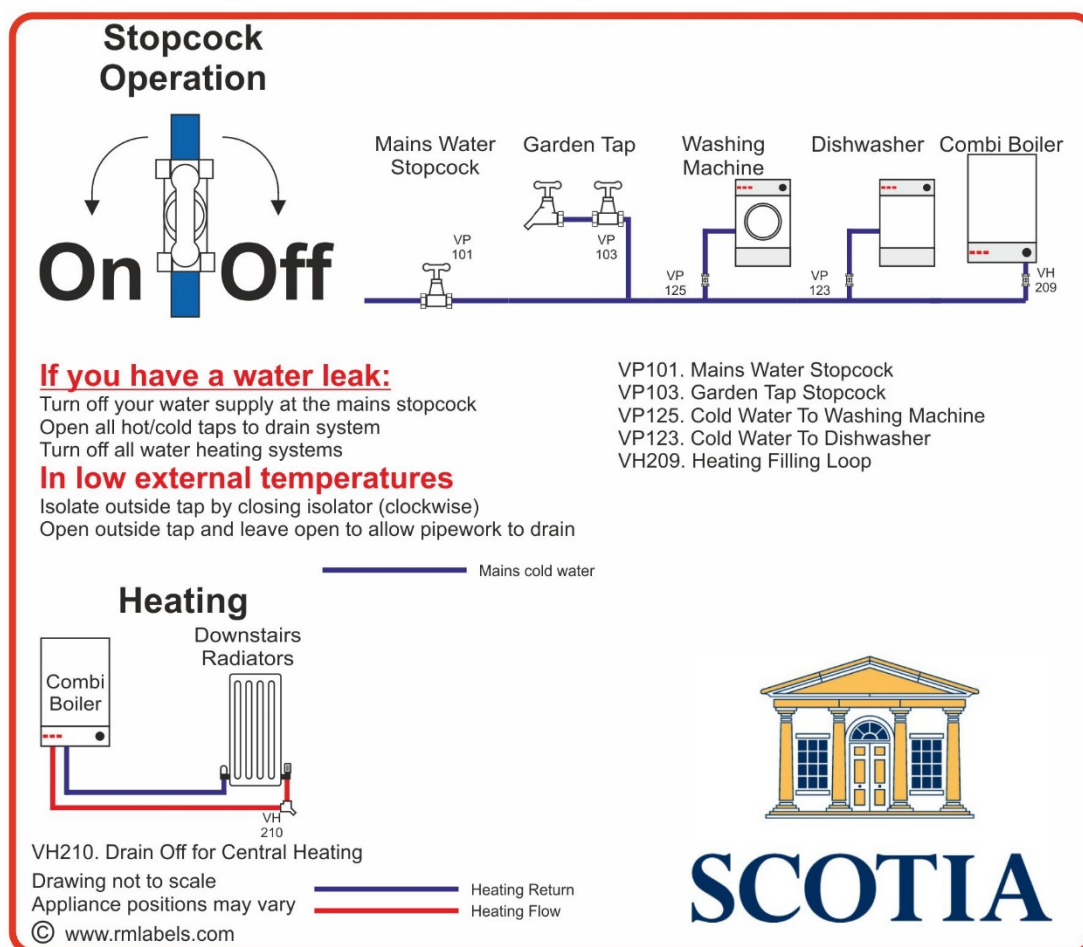 Stopcock
Operation
On
Off
Mains Water
Stopcock
Garden Tap
Washing
Machine
Dishwasher
Combi Boiler
VP
101
VP
103
VP
125
VP
123
VH
209
If you have a water leak:
Turn off your water supply at the mains stopcock
Open all hot/cold taps to drain system
Turn off all water heating systems
In low external temperatures
Isolate outside tap by closing isolator (clockwise)
Open outside tap and leave open to allow pipework to drain
VP101. Mains Water Stopcock
VP103. Garden Tap Stopcock
VP125. Cold Water To Washing Machine
VP123. Cold Water To Dishwasher
VH209. Heating Filling Loop
Mains cold water
Heating
Combi
Boiler
Downstairs
Radiators
VH
210
VH210. Drain Off for Central Heating
Drawing not to scale
Appliance positions may vary
Heating Return
Heating Flow
© www.rmlabels.com
SCOTIA